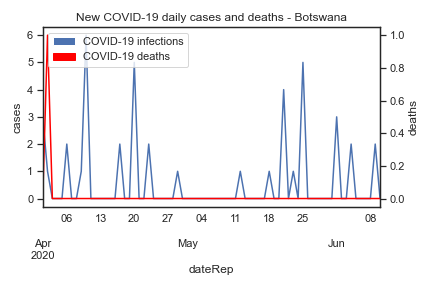 New COVID-19 daily cases and deaths - Botswana
COVID-19 infections
COVID-19 deaths
cases
6
5
4
3
2
1
0
deaths
1.0
0.8
0.6
0.4
0.2
0.0
06 13 20 27 04 11 18 25 08
Apr May Jun
2020
dateRep